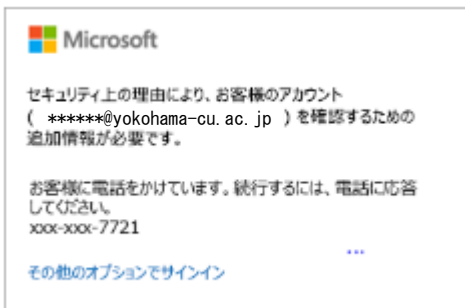 Microsoft
セキュリティ上の理由により、お客様のアカウント
( ******@yokohama-cu.ac.jp ) を確認するための
追加情報が必要です。
お客様に電話をかけています。続行するには、電話に応答
してください。
xxx-xxx-7721
...
その他のオプションでサインイン